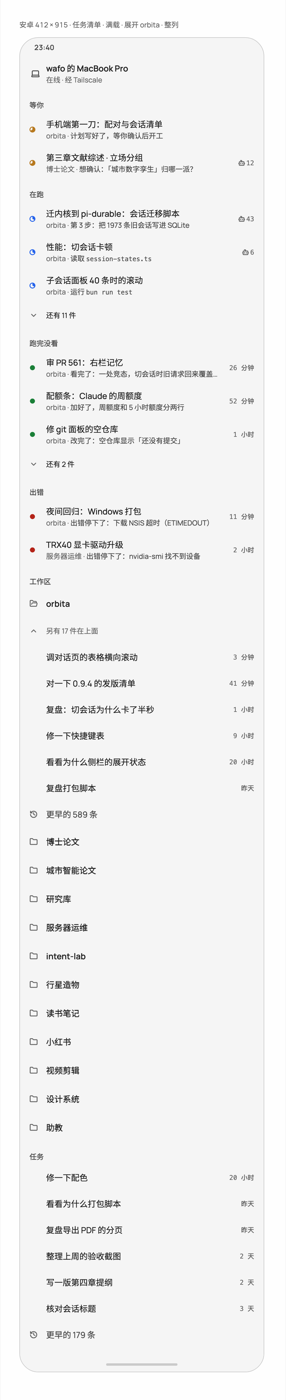 安卓 412 × 915 · 任务清单 · 满载 · 展开 orbita · 整列
23:40
wafo 的 MacBook Pro
在线 · 经 Tailscale
等你
手机端第一刀：配对与会话清单
orbita · 计划写好了，等你确认后开工
第三章文献综述 · 立场分组
12
博士论文 · 想确认：「城市数字孪生」归哪一派？
在跑
迁内核到 pi-durable：会话迁移脚本
43
orbita · 第 3 步：把 1973 条旧会话写进 SQLite
性能：切会话卡顿
6
orbita · 读取 session-states.ts
子会话面板 40 条时的滚动
orbita · 运行 bun run test
还有 11 件
跑完没看
审 PR 561：右栏记忆
26 分钟
orbita · 看完了：一处竞态，切会话时旧请求回来覆盖…
配额条：Claude 的周额度
52 分钟
orbita · 加好了，周额度和 5 小时额度分两行
修 git 面板的空仓库
1 小时
orbita · 改完了：空仓库显示「还没有提交」
还有 2 件
出错
夜间回归：Windows 打包
11 分钟
orbita · 出错停下了：下载 NSIS 超时（ETIMEDOUT）
TRX40 显卡驱动升级
2 小时
服务器运维 · 出错停下了：nvidia-smi 找不到设备
工作区
orbita
另有 17 件在上面
调对话页的表格横向滚动 3 分钟
对一下 0.9.4 的发版清单 41 分钟
复盘：切会话为什么卡了半秒 1 小时
修一下快捷键表 9 小时
看看为什么侧栏的展开状态 20 小时
复盘打包脚本 昨天
更早的 589 条
博士论文
城市智能论文
研究库
服务器运维
intent-lab
行星造物
读书笔记
小红书
视频剪辑
设计系统
助教
任务
修一下配色 20 小时
看看为什么打包脚本 昨天
复盘导出 PDF 的分页 昨天
整理上周的验收截图 2 天
写一版第四章提纲 2 天
核对会话标题 3 天
更早的 179 条